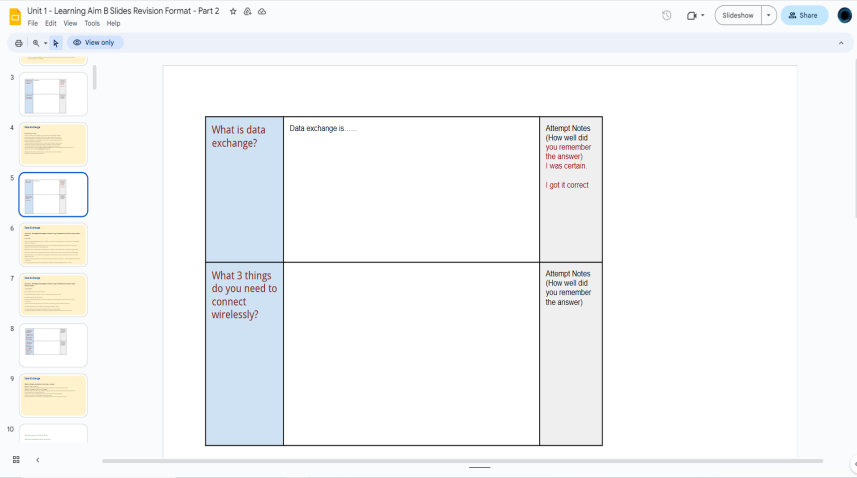 Unit 1 - Learning Aim B Slides Revision Format - Part 2
File Edit View Tools Help
Slideshow
Share
View only
3
4
5
6
7
8
9
10
What is data
exchange?
Data exchange is......
Attempt Notes
(How well did
you remember
the answer)
I was certain.
I got it correct
What 3 things
do you need to
connect
wirelessly?
Attempt Notes
(How well did
you remember
the answer)